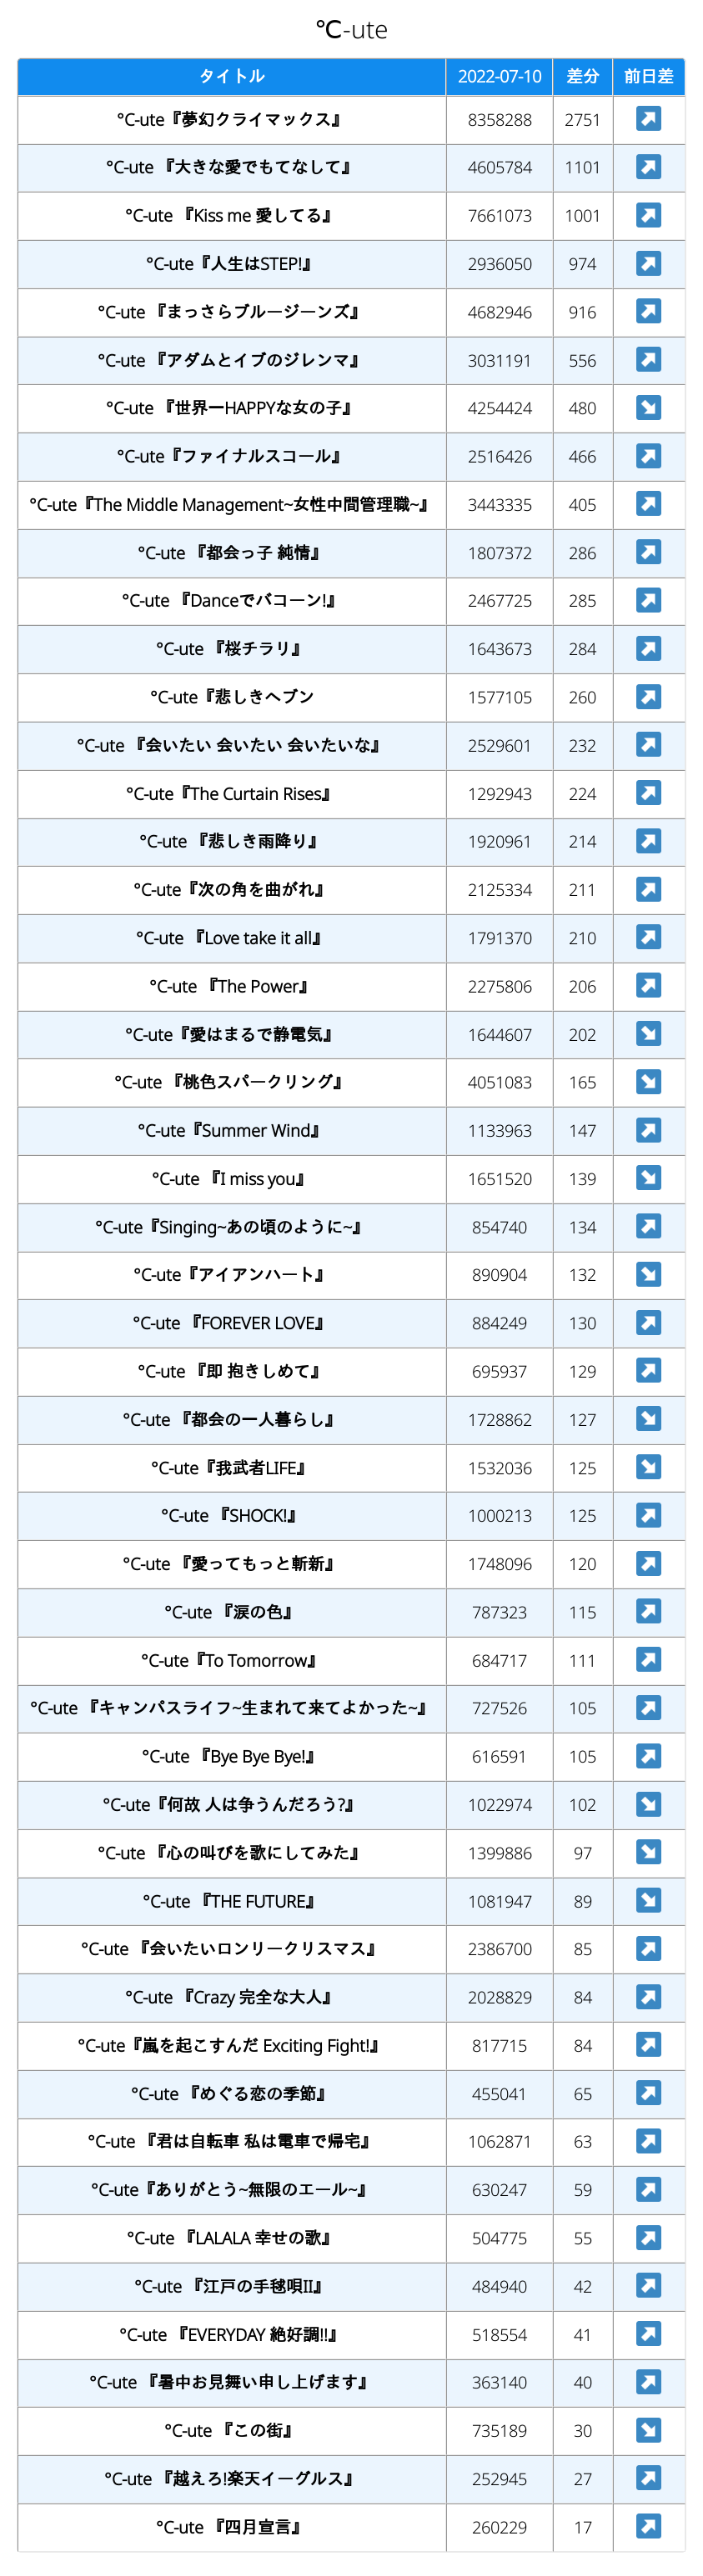 ℃-ute
タイトル 2022-07-10 差分 前日差
°C-ute『夢幻クライマックス』 8358288 2751 ↗
°C-ute 『大きな愛でもてなして』 4605784 1101 ↗
°C-ute 『Kiss me 愛してる』 7661073 1001 ↗
°C-ute『人生はSTEP!』 2936050 974 ↗
°C-ute 『まっさらブルージーンズ』 4682946 916 ↗
°C-ute 『アダムとイブのジレンマ』 3031191 556 ↗
°C-ute 『世界一HAPPYな女の子』 4254424 480 ↘
°C-ute『ファイナルスコール』 2516426 466 ↗
°C-ute『The Middle Management~女性中間管理職~』 3443335 405 ↗
°C-ute 『都会っ子 純情』 1807372 286 ↗
°C-ute 『Danceでバコーン!』 2467725 285 ↗
°C-ute 『桜チラリ』 1643673 284 ↗
°C-ute『悲しきヘブン 1577105 260 ↗
°C-ute 『会いたい 会いたい 会いたいな』 2529601 232 ↗
°C-ute『The Curtain Rises』 1292943 224 ↗
°C-ute 『悲しき雨降り』 1920961 214 ↗
°C-ute『次の角を曲がれ』 2125334 211 ↗
°C-ute 『Love take it all』 1791370 210 ↗
°C-ute 『The Power』 2275806 206 ↗
°C-ute『愛はまるで静電気』 1644607 202 ↘
°C-ute 『桃色スパークリング』 4051083 165 ↘
°C-ute『Summer Wind』 1133963 147 ↗
°C-ute 『I miss you』 1651520 139 ↘
°C-ute『Singing~あの頃のように~』 854740 134 ↗
°C-ute『アイアンハート』 890904 132 ↘
°C-ute 『FOREVER LOVE』 884249 130 ↗
°C-ute 『即 抱きしめて』 695937 129 ↗
°C-ute 『都会の一人暮らし』 1728862 127 ↘
°C-ute『我武者LIFE』 1532036 125 ↘
°C-ute 『SHOCK!』 1000213 125 ↗
°C-ute 『愛ってもっと斬新』 1748096 120 ↗
°C-ute 『涙の色』 787323 115 ↗
°C-ute『To Tomorrow』 684717 111 ↗
°C-ute 『キャンパスライフ~生まれて来てよかった~』 727526 105 ↗
°C-ute 『Bye Bye Bye!』 616591 105 ↗
°C-ute『何故 人は争うんだろう?』 1022974 102 ↘
°C-ute 『心の叫びを歌にしてみた』 1399886 97 ↘
°C-ute 『THE FUTURE』 1081947 89 ↘
°C-ute 『会いたいロンリークリスマス』 2386700 85 ↗
°C-ute 『Crazy 完全な大人』 2028829 84 ↗
°C-ute『嵐を起こすんだ Exciting Fight!』 817715 84 ↗
°C-ute 『めぐる恋の季節』 455041 65 ↗
°C-ute 『君は自転車 私は電車で帰宅』 1062871 63 ↗
°C-ute『ありがとう~無限のエール~』 630247 59 ↗
°C-ute 『LALALA 幸せの歌』 504775 55 ↗
°C-ute 『江戸の手毬唄II』 484940 42 ↗
°C-ute 『EVERYDAY 絶好調!!』 518554 41 ↗
°C-ute 『暑中お見舞い申し上げます』 363140 40 ↗
°C-ute 『この街』 735189 30 ↘
°C-ute 『越えろ!楽天イーグルス』 252945 27 ↗
°C-ute 『四月宣言』 260229 17 ↗